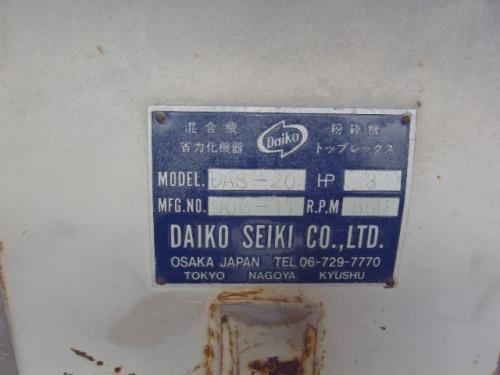 混合機 Daiko 粉砕機
省力化機器 トップレックス
MODEL. DAS-20 HP 3
MFG.NO. R.P.M
DAIKO SEIKI CO.,LTD.
OSAKA JAPAN TEL 06-729-7770
TOKYO NAGOYA KYUSHU